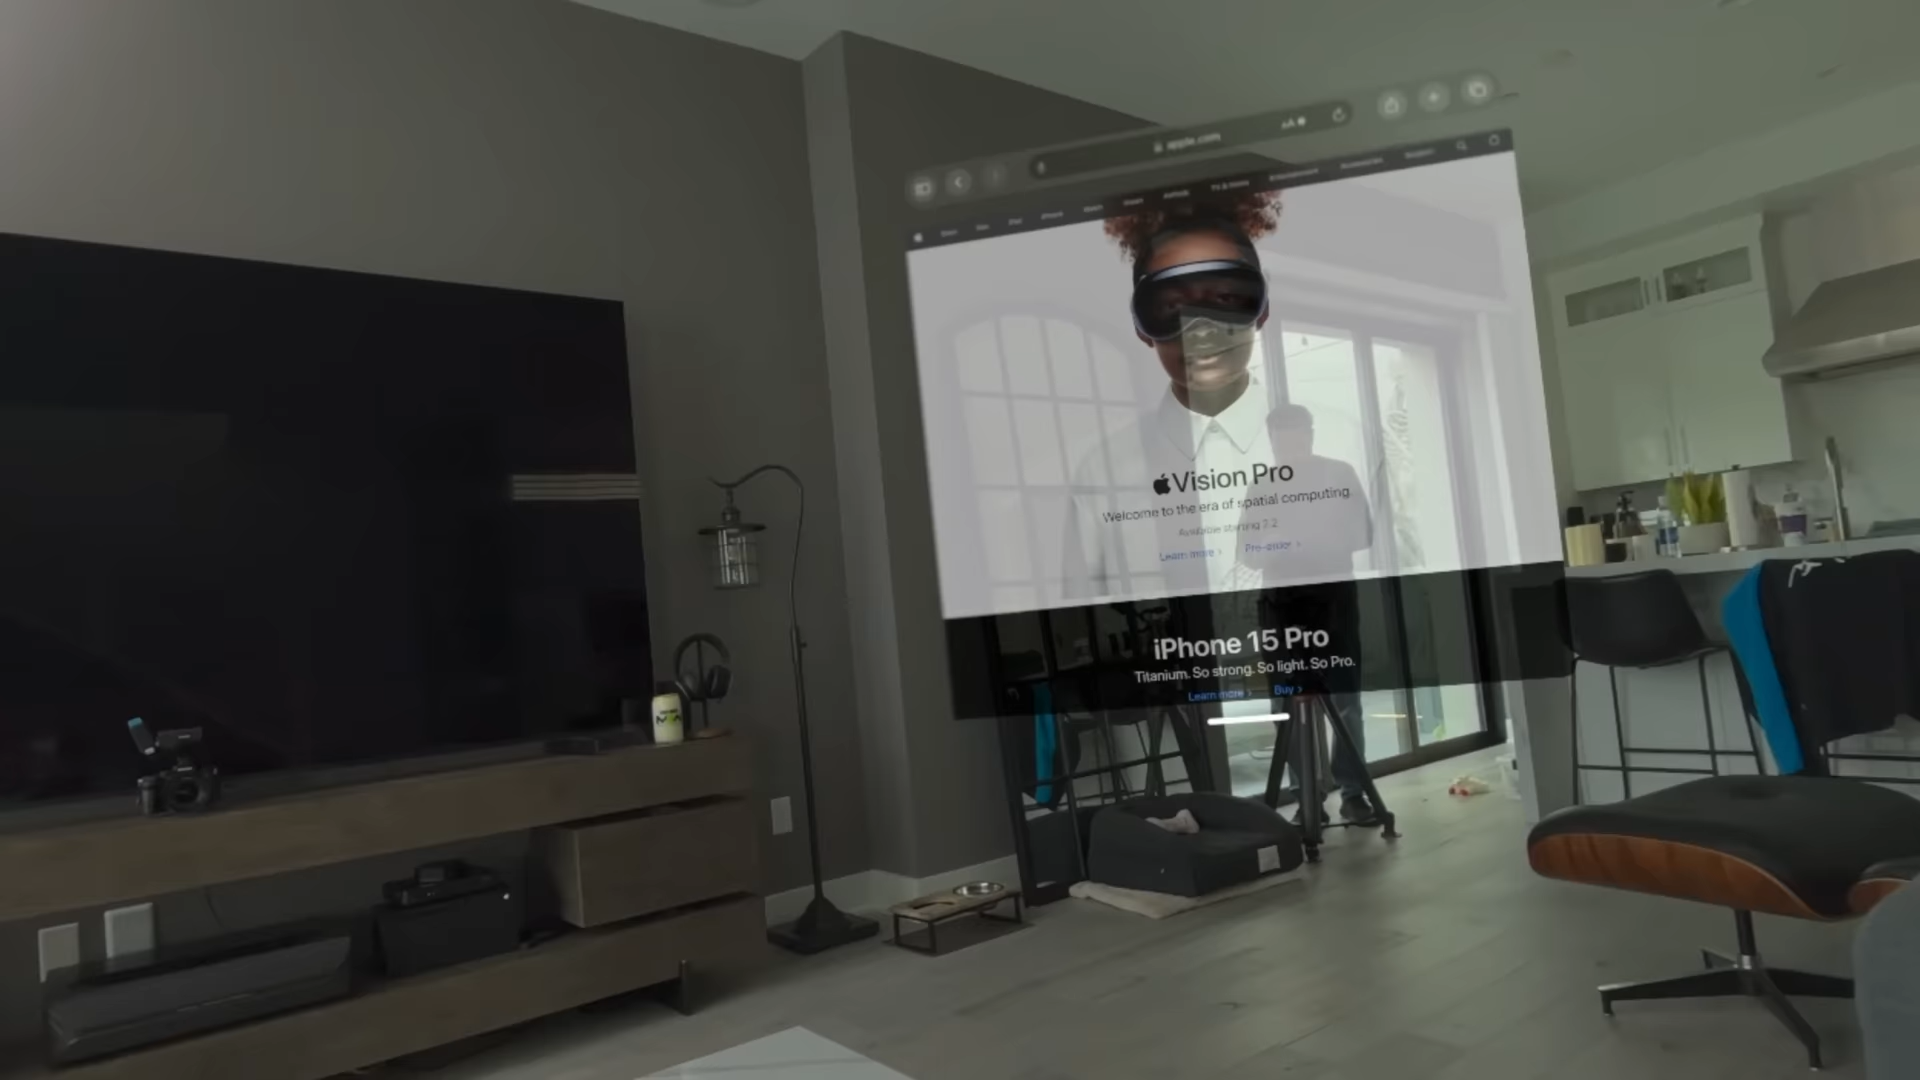 apple.com
AA
Vision Pro
Welcome to the era of spatial computing.
Available starting 2.2
Learn more > Pre-order >
iPhone 15 Pro
Titanium. So strong. So light. So Pro.
Learn more > Buy >